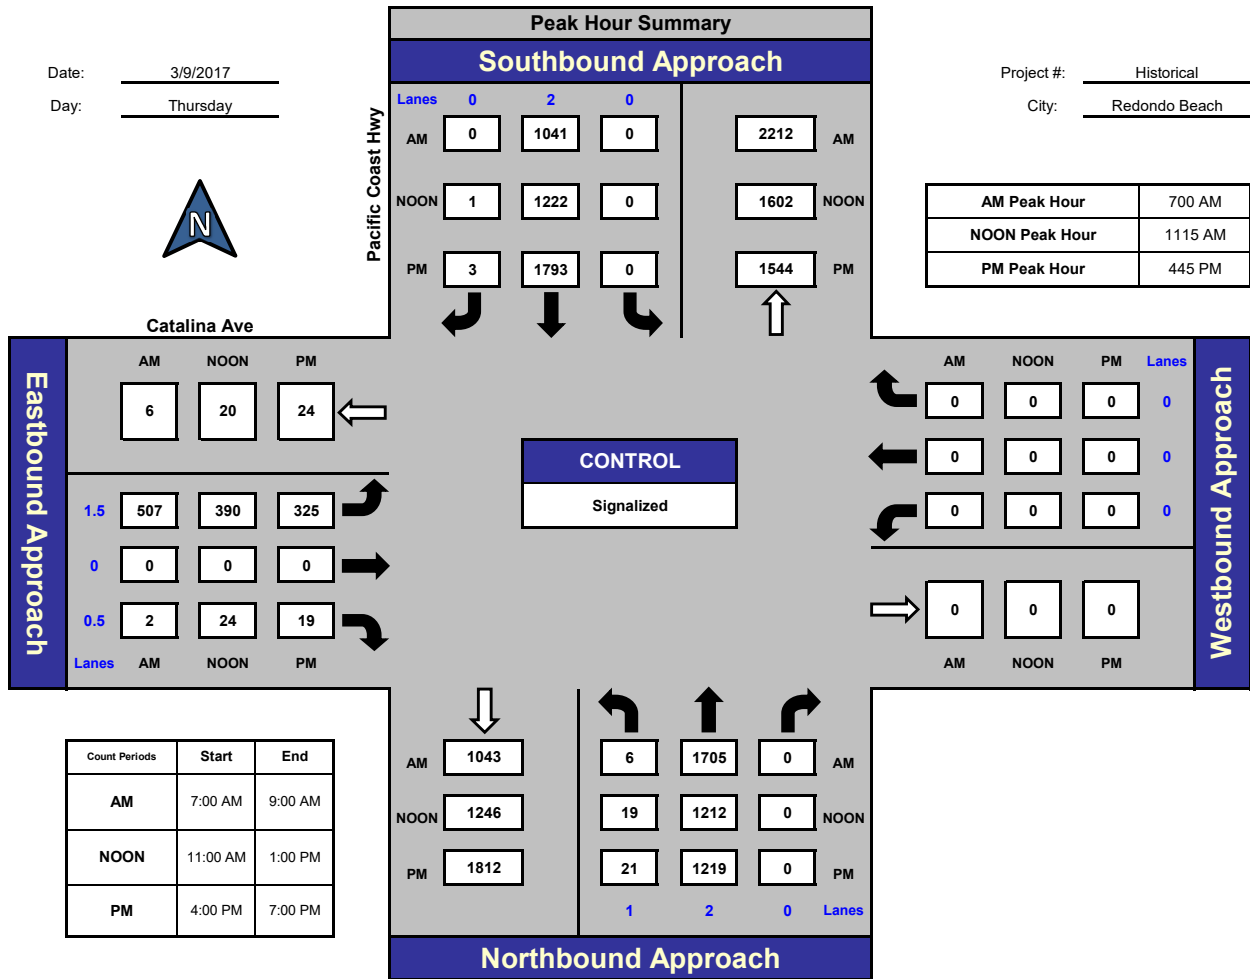 Peak Hour Summary
Southbound Approach
Date: 3/9/2017
Day: Thursday
Project #: Historical
City: Redondo Beach
Pacific Coast Hwy
Lanes 0 2 0
AM 0 1041 0 2212 AM
NOON 1 1222 0 1602 NOON
PM 3 1793 0 1544 PM
N
AM Peak Hour 700 AM
NOON Peak Hour 1115 AM
PM Peak Hour 445 PM
Catalina Ave
Eastbound Approach
AM NOON PM
6 20 24
1.5 507 390 325
0 0 0 0
0.5 2 24 19
Lanes AM NOON PM
CONTROL
Signalized
AM NOON PM Lanes
0 0 0 0
0 0 0 0
0 0 0 0
0 0 0
AM NOON PM
Westbound Approach
AM 1043 6 1705 0 AM
NOON 1246 19 1212 0 NOON
PM 1812 21 1219 0 PM
1 2 0 Lanes
Northbound Approach
Count Periods Start End
AM 7:00 AM 9:00 AM
NOON 11:00 AM 1:00 PM
PM 4:00 PM 7:00 PM